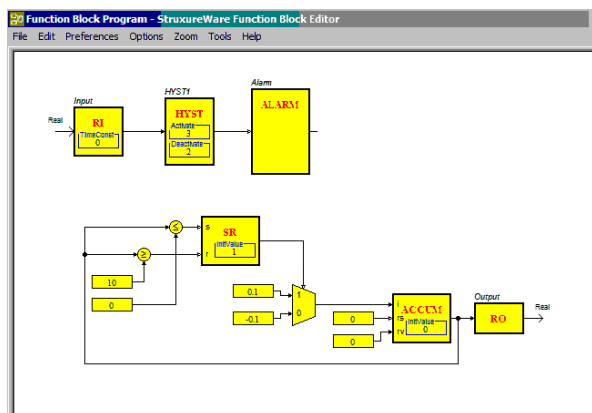 Function Block Program - StruxureWare Function Block Editor
File Edit Preferences Options Zoom Tools Help
Input
HYST1
Alarm
Real
RI
TimeConst
0
HYST
Activate
3
Deactivate
2
ALARM
≤
s
SR
InitValue
1
≥
r
10
0
0.1
1
-0.1
0
i
ACCUM
0
rs
InitValue
0
rv
0
Output
RO
Real